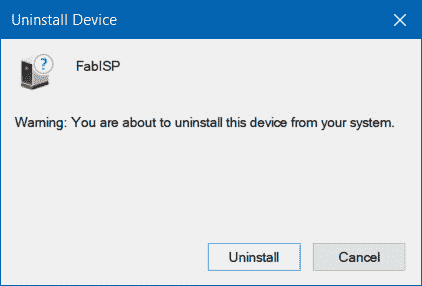 Uninstall Device
FabISP
Warning: You are about to uninstall this device from your system.
Uninstall
Cancel